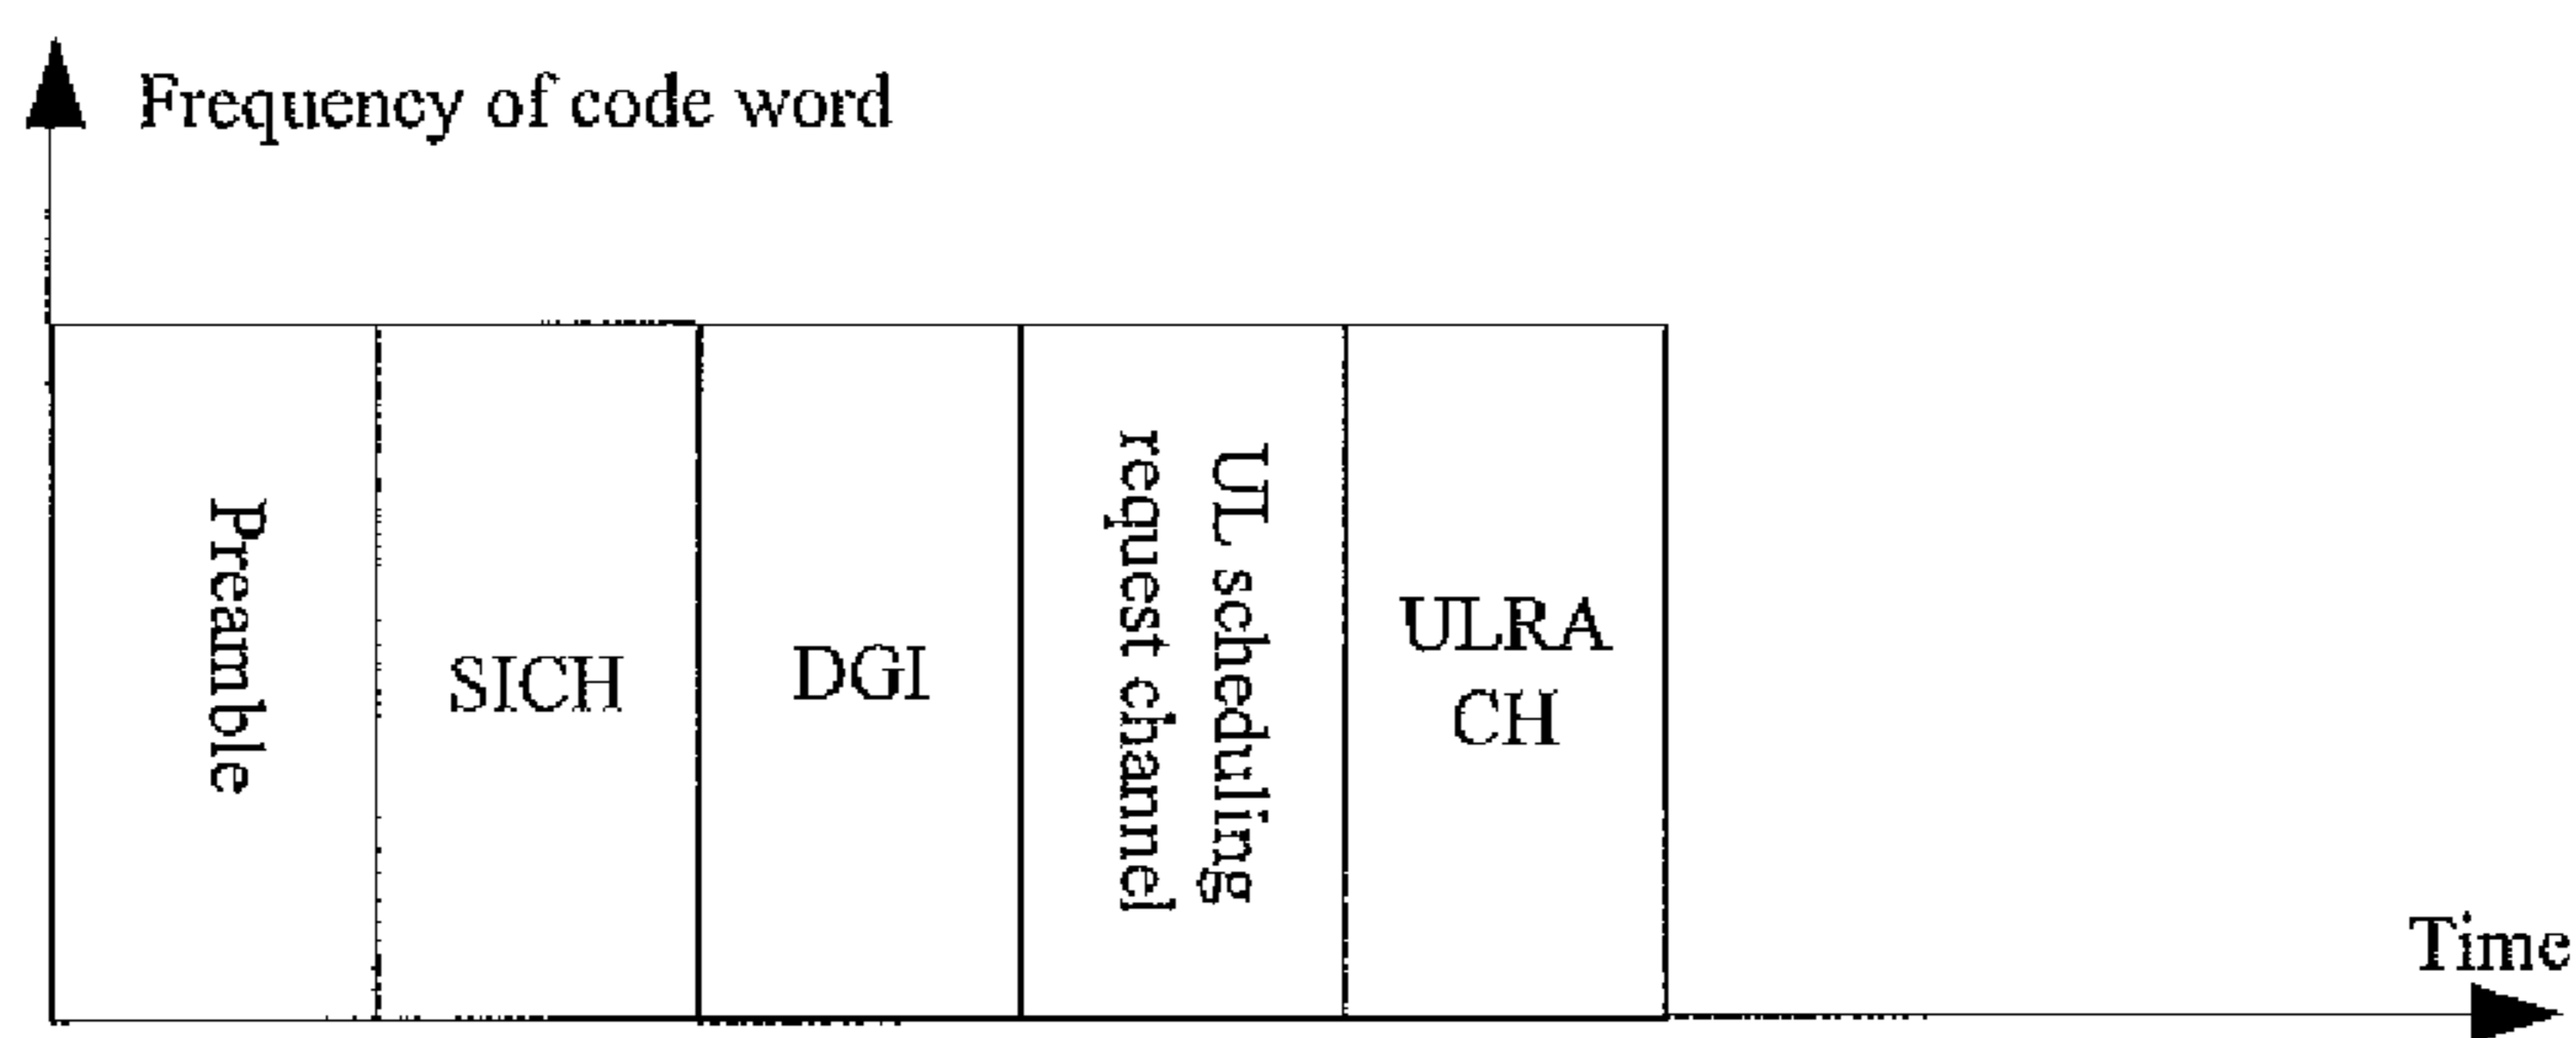 Frequency of code word
Preamble
SICH
DGI
UL scheduling
request channel
ULRA
CH
Time